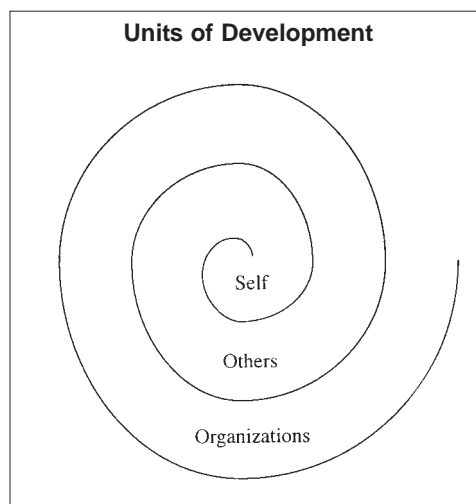 Units of Development
Self
Others
Organizations